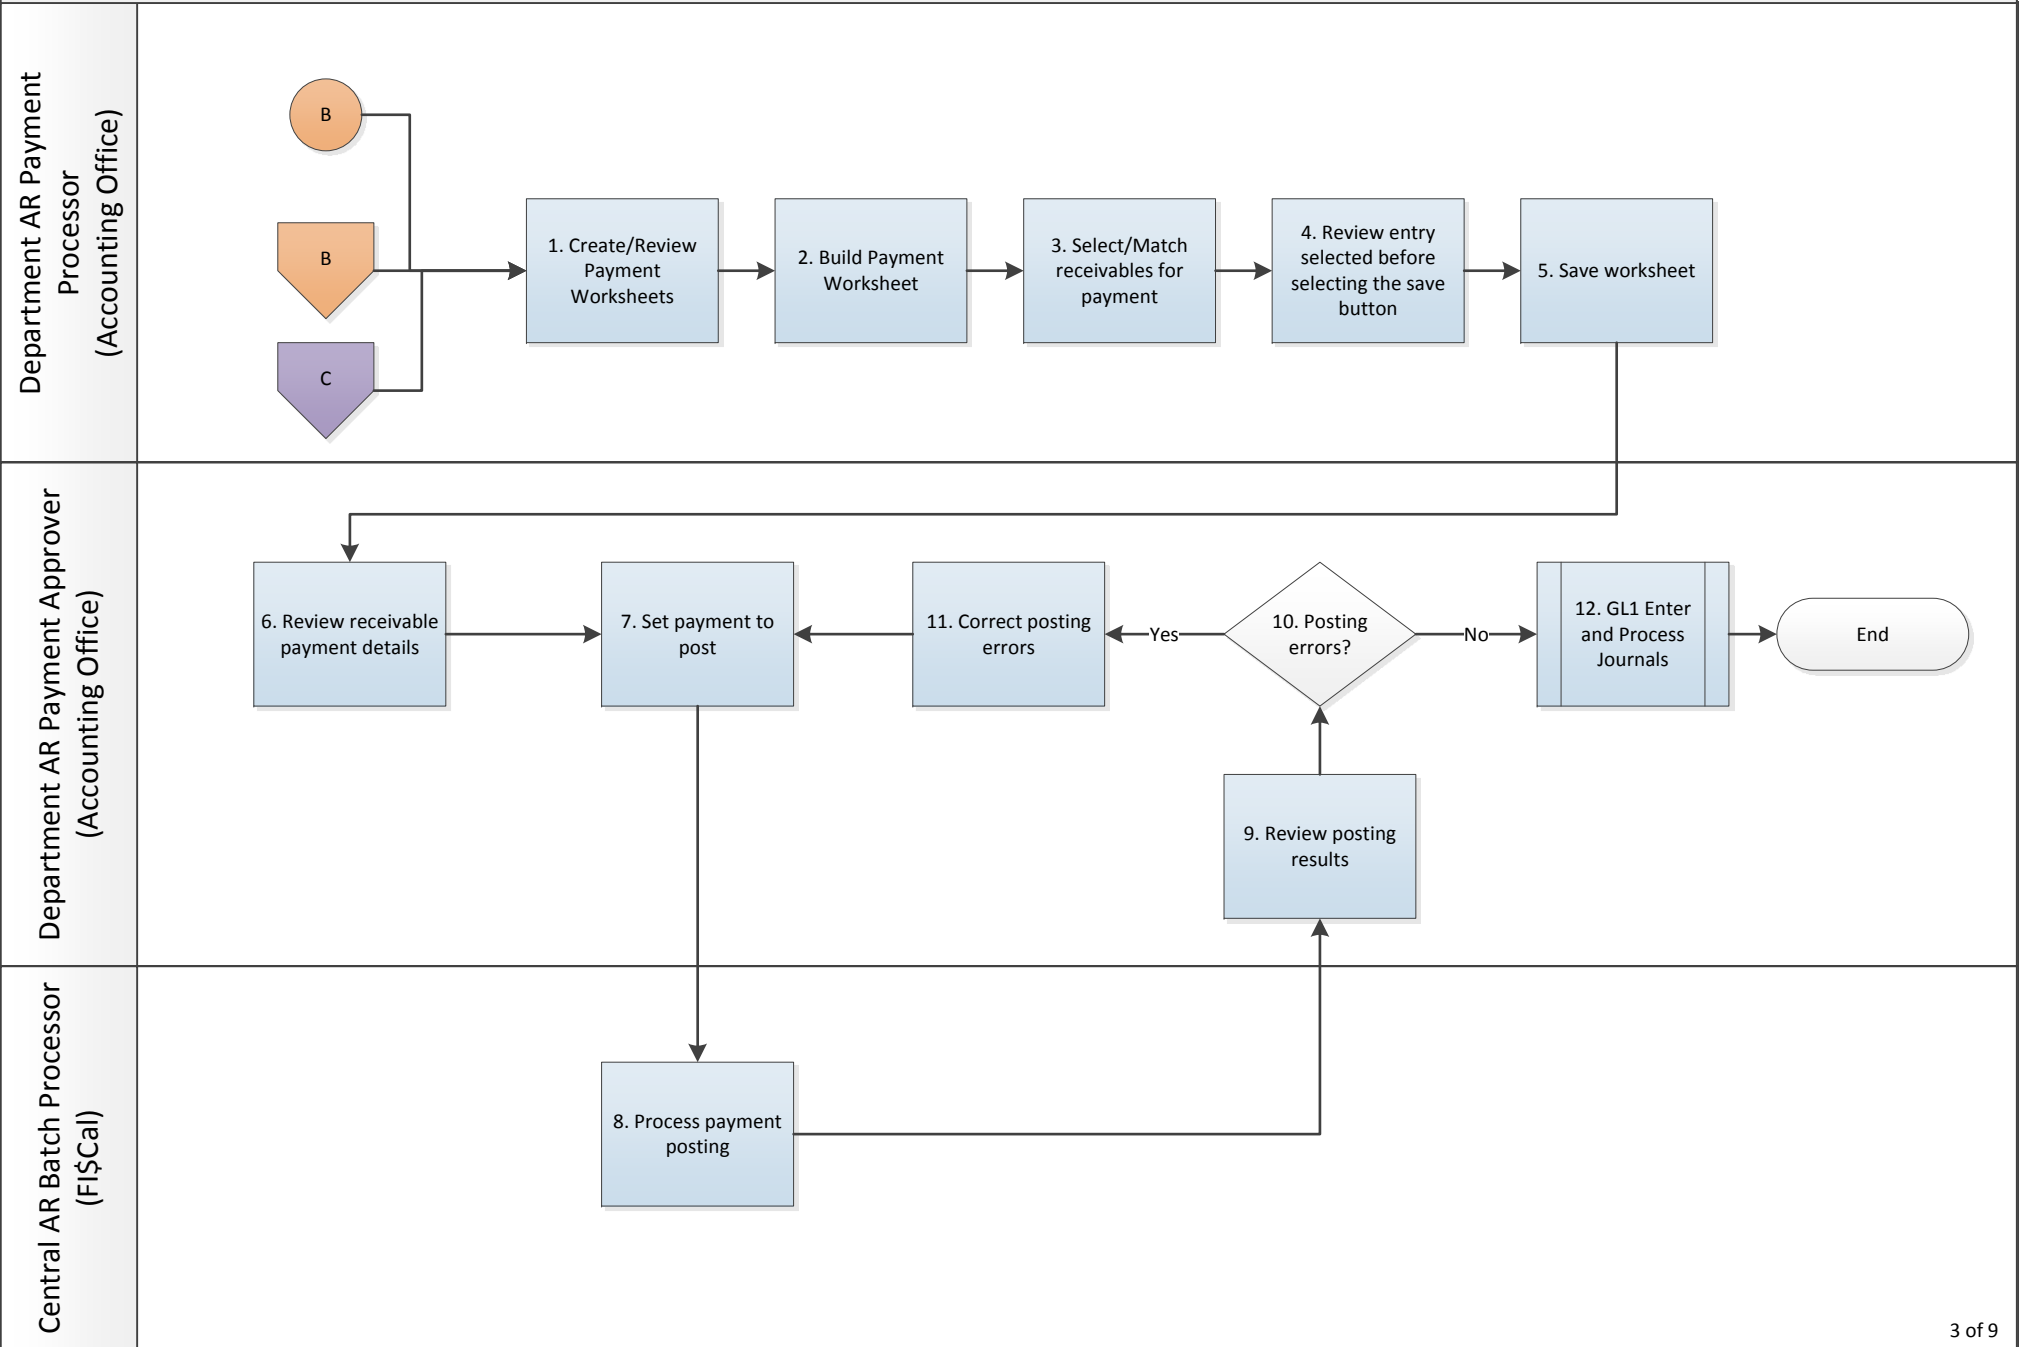 Department AR Payment
Processor
(Accounting Office)
B
B
C
1. Create/Review
Payment
Worksheets
2. Build Payment
Worksheet
3. Select/Match
receivables for
payment
4. Review entry
selected before
selecting the save
button
5. Save worksheet
Department AR Payment Approver
(Accounting Office)
6. Review receivable
payment details
7. Set payment to
post
11. Correct posting
errors
Yes
10. Posting
errors?
No
12. GL1 Enter
and Process
Journals
End
9. Review posting
results
Central AR Batch Processor
(FI$Cal)
8. Process payment
posting
3 of 9